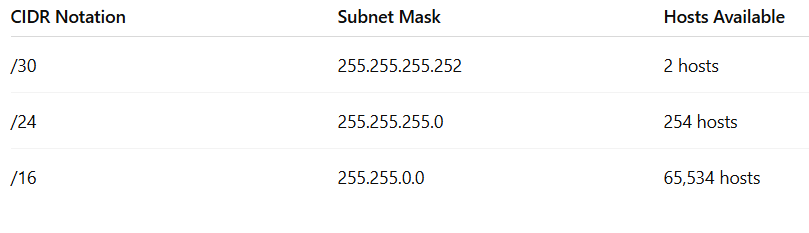 CIDR Notation Subnet Mask Hosts Available
/30 255.255.255.252 2 hosts
/24 255.255.255.0 254 hosts
/16 255.255.0.0 65,534 hosts